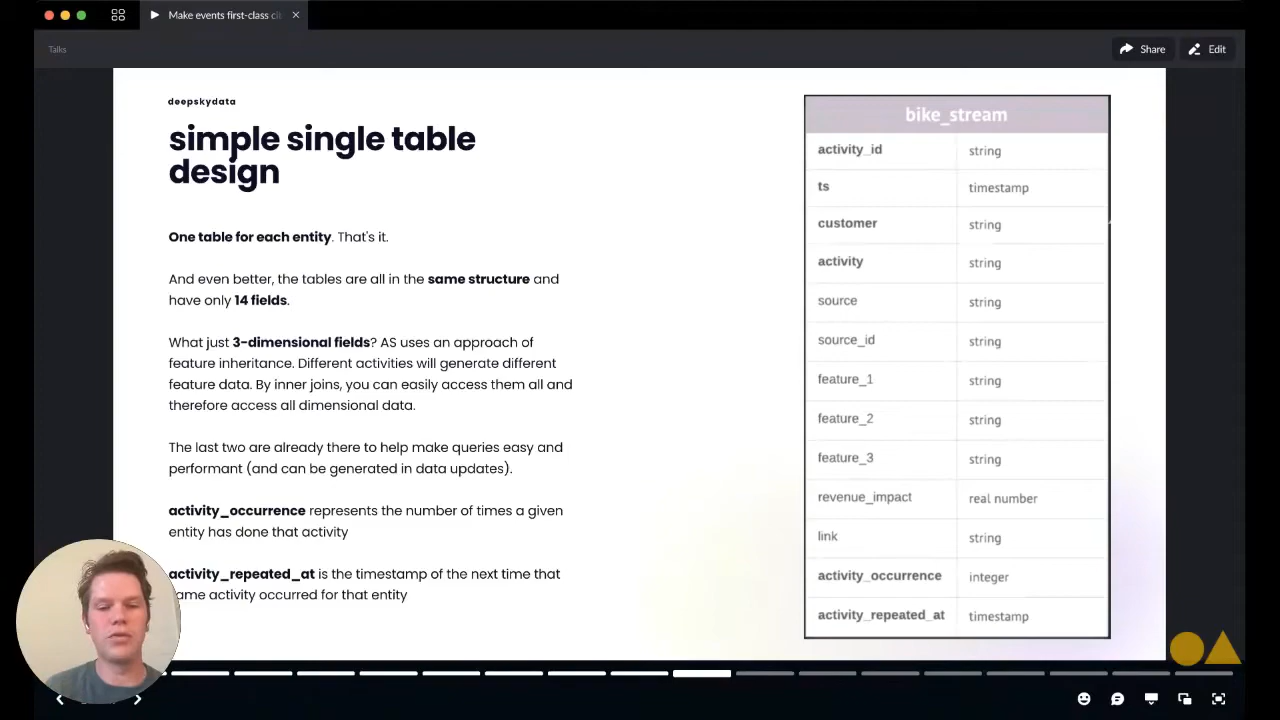 Make events first-class ci
Talks
Share
Edit
deepskydata
simple single table
design
One table for each entity. That's it.
And even better, the tables are all in the same structure and
have only 14 fields.
What just 3-dimensional fields? AS uses an approach of
feature inheritance. Different activities will generate different
feature data. By inner joins, you can easily access them all and
therefore access all dimensional data.
The last two are already there to help make queries easy and
performant (and can be generated in data updates).
activity_occurrence represents the number of times a given
entity has done that activity
activity_repeated_at is the timestamp of the next time that
ame activity occurred for that entity
bike_stream
activity_id string
ts timestamp
customer string
activity string
source string
source_id string
feature_1 string
feature_2 string
feature_3 string
revenue_impact real number
link string
activity_occurrence integer
activity_repeated_at timestamp